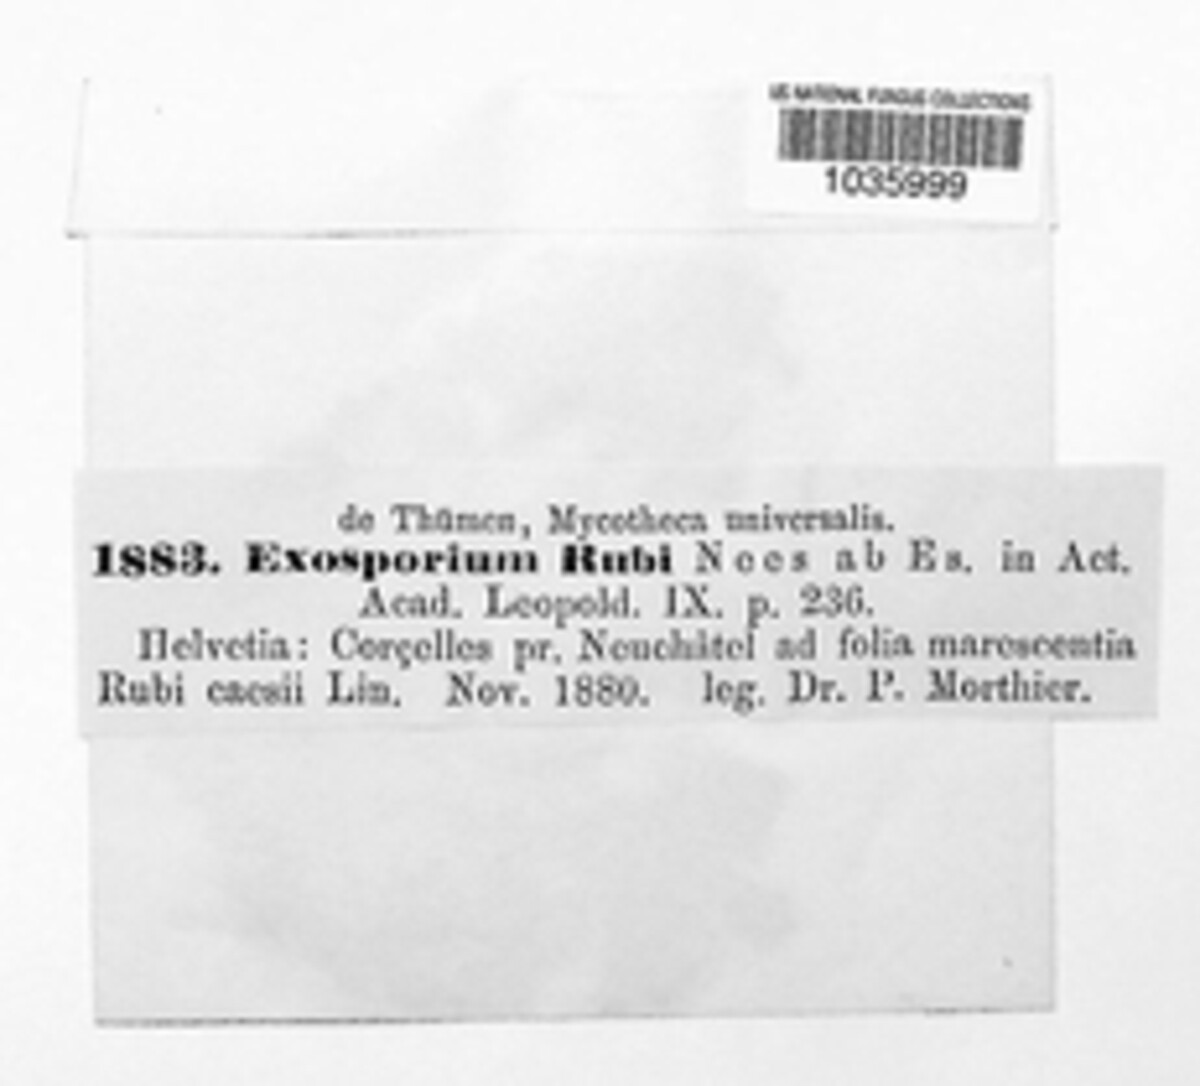 US NATIONAL FUNGUS COLLECTIONS
1035999
de Thümen, Mycotheca universalis.
1883. Exosporium Rubi Nees ab Es. in Act.
Acad. Leopold. IX. p. 236.
Helvetia: Corçelles pr. Neuchâtel ad folia marescentia
Rubi caesii Lin. Nov. 1880. leg. Dr. P. Morthier.